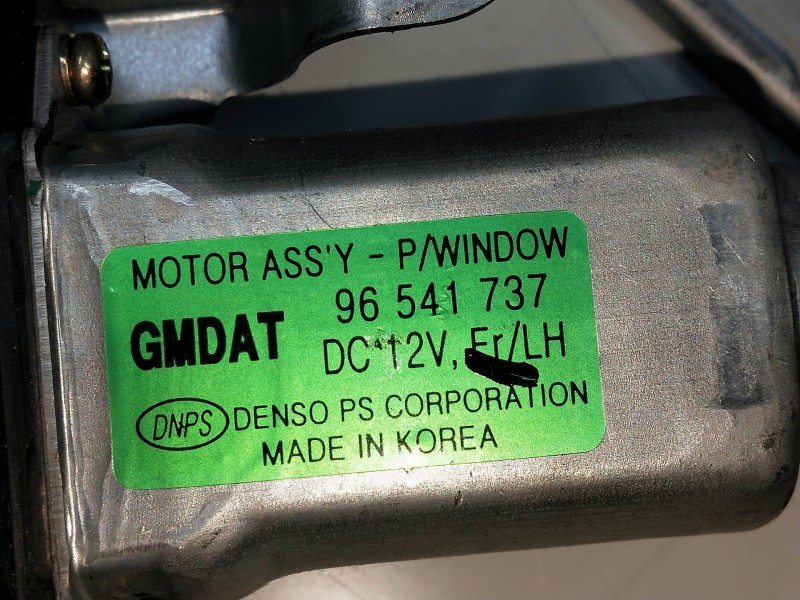 MOTOR ASS'Y - P/WINDOW
GMDAT 96 541 737
DC 12V, Fr/LH
DNPS DENSO PS CORPORATION
MADE IN KOREA